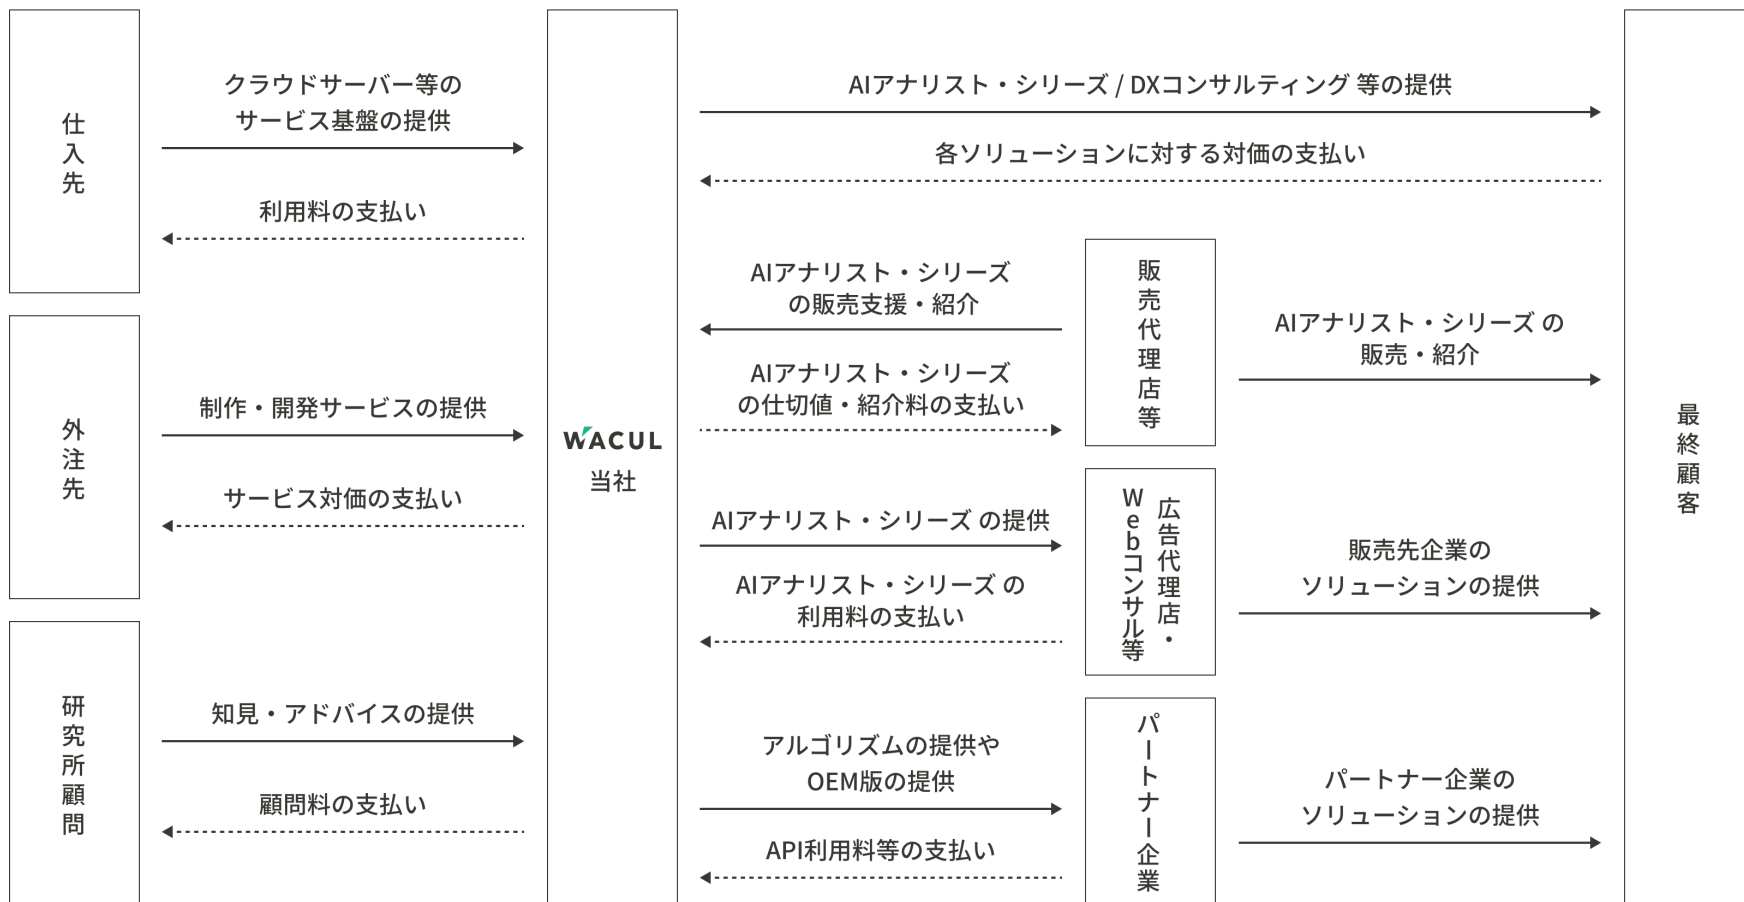 仕入先
クラウドサーバー等の
サービス基盤の提供
利用料の支払い
外注先
制作・開発サービスの提供
サービス対価の支払い
研究所顧問
知見・アドバイスの提供
顧問料の支払い
WACUL
当社
AIアナリスト・シリーズ / DXコンサルティング 等の提供
各ソリューションに対する対価の支払い
AIアナリスト・シリーズ
の販売支援・紹介
AIアナリスト・シリーズ
の仕切値・紹介料の支払い
販売代理店等
AIアナリスト・シリーズ の
販売・紹介
AIアナリスト・シリーズ の提供
AIアナリスト・シリーズ の
利用料の支払い
広告代理店・
Webコンサル等
販売先企業の
ソリューションの提供
アルゴリズムの提供や
OEM版の提供
API利用料等の支払い
パートナー企業
パートナー企業の
ソリューションの提供
最終顧客